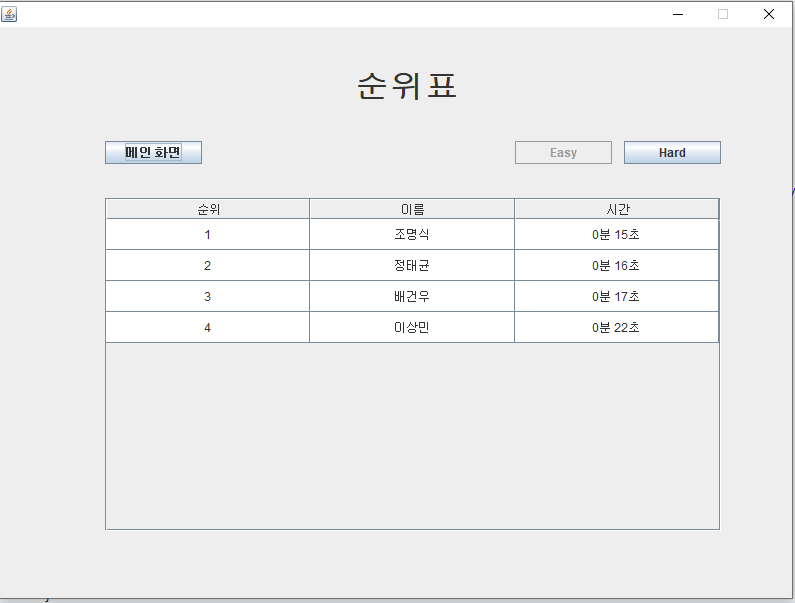 순위표
메인 화면 Easy Hard
순위 이름 시간
1 조명식 0분 15초
2 정태균 0분 16초
3 배건우 0분 17초
4 이상민 0분 22초